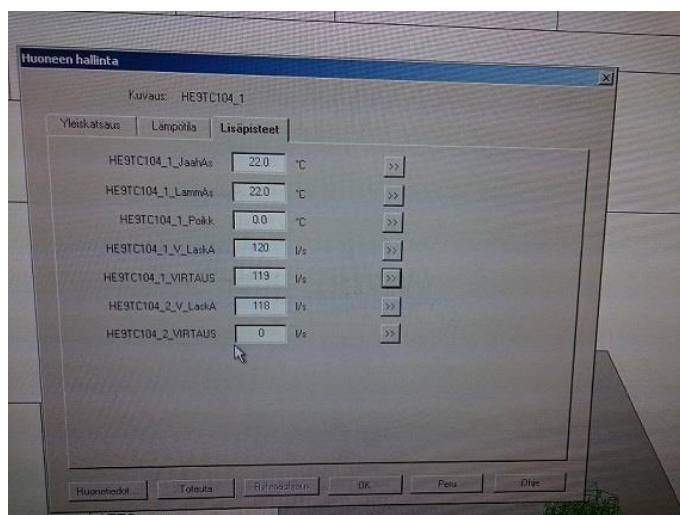 Huoneen hallinta
Kuvaus: HE9TC104_1
Yleiskatsaus Lämpötila Lisäpisteet
HE9TC104_1_JaahAs 22.0 °C >>
HE9TC104_1_LammAs 22.0 °C >>
HE9TC104_1_Poikk 0.0 °C >>
HE9TC104_1_V_LaskA 120 l/s >>
HE9TC104_1_VIRTAUS 119 l/s >>
HE9TC104_2_V_LaskA 118 l/s >>
HE9TC104_2_VIRTAUS 0 l/s >>
Huonetiedot... Toteuta OK Peru Ohje